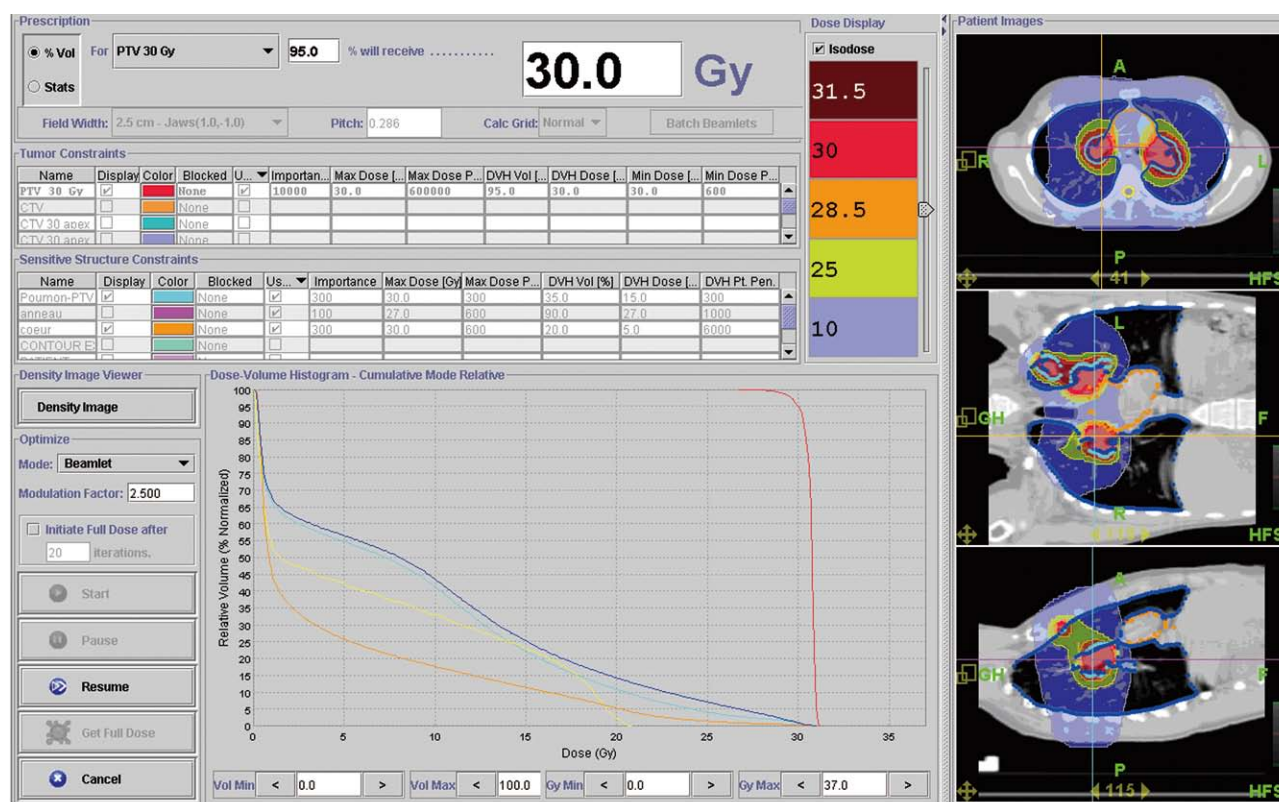 Prescription
% Vol For PTV 30 Gy 95.0 % will receive ........... 30.0 Gy
Stats
Field Width: 2.5 cm - Jaws(1.0,-1.0) Pitch: 0.286 Calc Grid: Normal Batch Beamlets
Tumor Constraints
Name Display Color Blocked U... Importan... Max Dose [... Max Dose P... DVH Vol [... DVH Dose [... Min Dose [... Min Dose P...
PTV 30 Gy None 10000 30.0 600000 95.0 30.0 30.0 600
CTV None
CTV 30 apex None
CTV 30 apex None
Sensitive Structure Constraints
Name Display Color Blocked Us... Importance Max Dose [Gy] Max Dose P... DVH Vol [%] DVH Dose [... DVH Pt. Pen.
Poumon-PTV None 300 30.0 300 35.0 15.0 300
anneau None 100 27.0 600 90.0 27.0 1000
coeur None 300 30.0 600 20.0 5.0 6000
CONTOUR None
Dose Display
Isodose
31.5
30
28.5
25
10
Density Image Viewer
Density Image
Optimize
Mode: Beamlet
Modulation Factor: 2.500
Initiate Full Dose after
20 iterations.
Start
Pause
Resume
Get Full Dose
Cancel
Dose-Volume Histogram - Cumulative Mode Relative
Relative Volume (% Normalized)
100
95
90
85
80
75
70
65
60
55
50
45
40
35
30
25
20
15
10
5
0
0 5 10 15 20 25 30 35
Dose (Gy)
Vol Min < 0.0 > Vol Max < 100.0 Gy Min < 0.0 > Gy Max < 37.0 >
Patient Images
A
R L
P
41 HFS
L
GH F
R
HFS
A
GH F
P
115 HFS